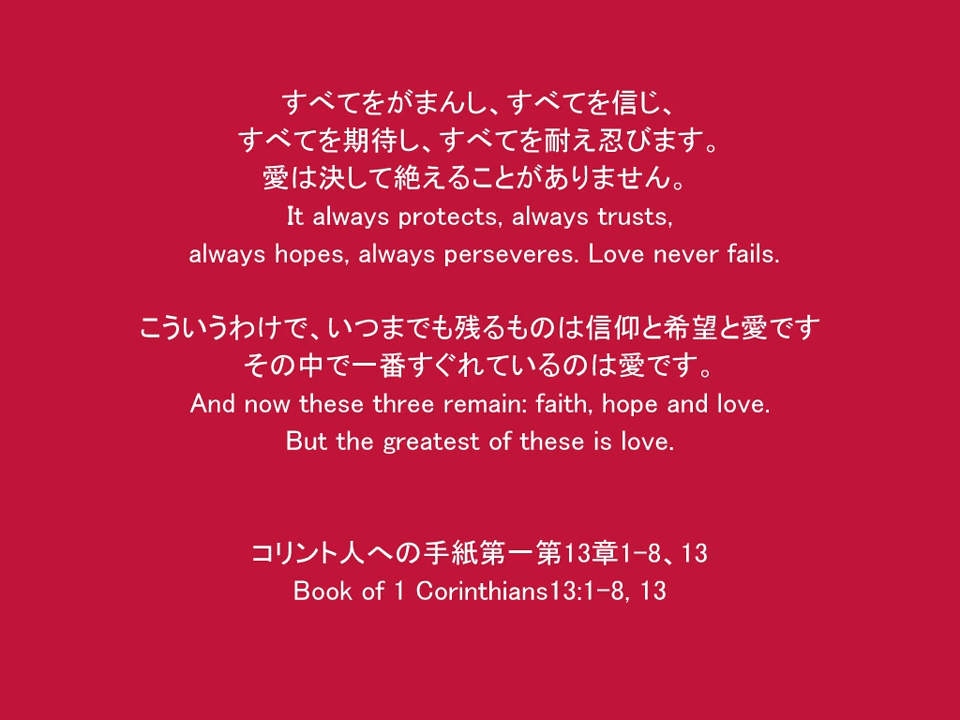 すべてをがまんし、すべてを信じ、
すべてを期待し、すべてを耐え忍びます。
愛は決して絶えることがありません。
It always protects, always trusts,
always hopes, always perseveres. Love never fails.
こういうわけで、いつまでも残るものは信仰と希望と愛です
その中で一番すぐれているのは愛です。
And now these three remain: faith, hope and love.
But the greatest of these is love.
コリント人への手紙第一第13章1-8、13
Book of 1 Corinthians13:1-8, 13